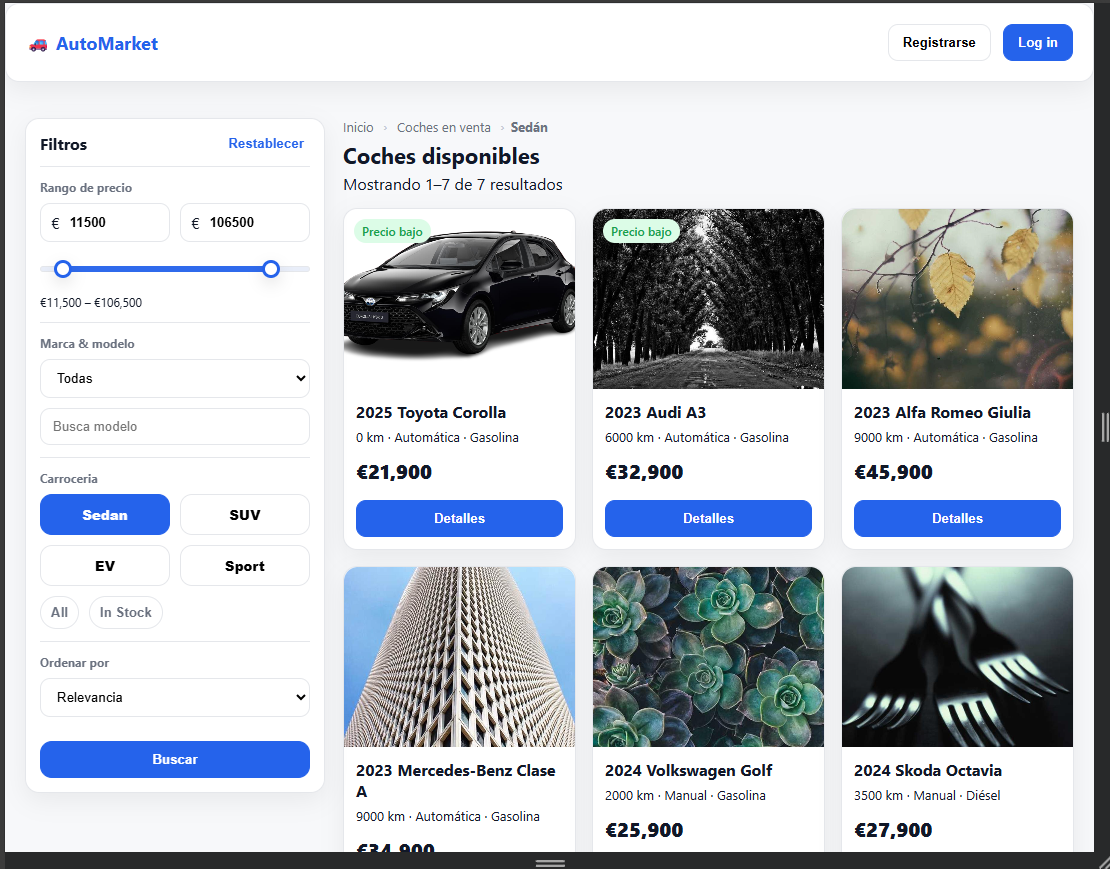 AutoMarket
Registrarse
Log in
Filtros
Restablecer
Rango de precio
€ 11500
€ 106500
€11,500 – €106,500
Marca & modelo
Todas
Busca modelo
Carroceria
Sedan
SUV
EV
Sport
All
In Stock
Ordenar por
Relevancia
Buscar
Inicio › Coches en venta › Sedán
Coches disponibles
Mostrando 1–7 de 7 resultados
Precio bajo
2025 Toyota Corolla
0 km · Automática · Gasolina
€21,900
Detalles
Precio bajo
2023 Audi A3
6000 km · Automática · Gasolina
€32,900
Detalles
2023 Alfa Romeo Giulia
9000 km · Automática · Gasolina
€45,900
Detalles
2023 Mercedes-Benz Clase
A
9000 km · Automática · Gasolina
€34,900
2024 Volkswagen Golf
2000 km · Manual · Gasolina
€25,900
2024 Skoda Octavia
3500 km · Manual · Diésel
€27,900